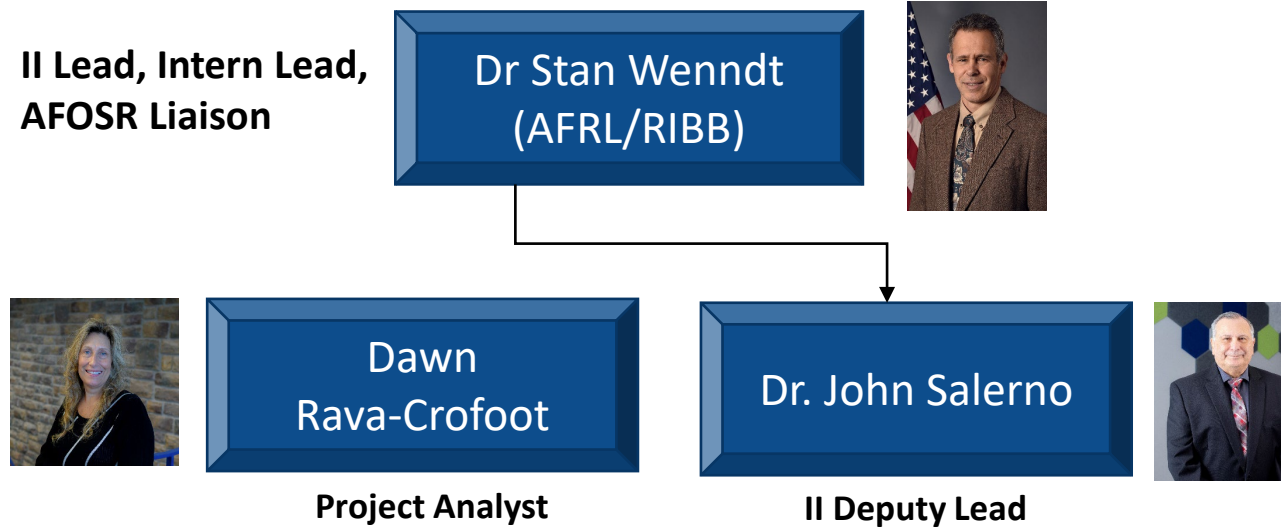 II Lead, Intern Lead,
AFOSR Liaison
Dr Stan Wenndt
(AFRL/RIBB)
Dawn
Rava-Crofoot
Dr. John Salerno
Project Analyst
II Deputy Lead